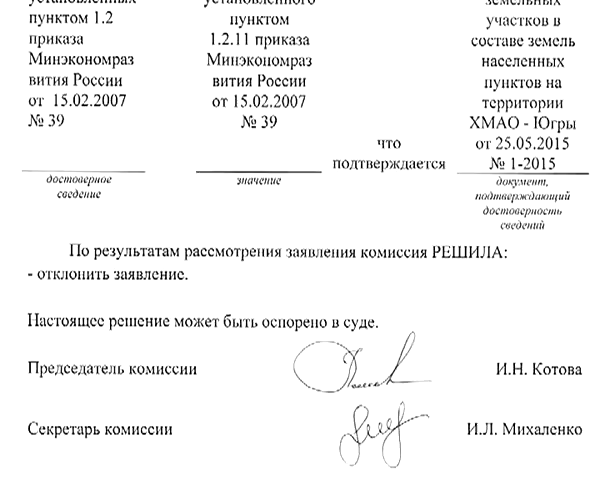 установленных установленного земельных
пунктом 1.2 пунктом участков в
приказа 1.2.11 приказа составе земель
Минэкономраз Минэкономраз населенных
вития России вития России пунктов на
от 15.02.2007 от 15.02.2007 территории
№ 39 № 39 ХМАО - Югры
что от 25.05.2015
подтверждается № 1-2015
достоверное значение документ,
сведение подтверждающий
достоверность
сведений
По результатам рассмотрения заявления комиссия РЕШИЛА:
- отклонить заявление.
Настоящее решение может быть оспорено в суде.
Председатель комиссии И.Н. Котова
Секретарь комиссии И.Л. Михаленко